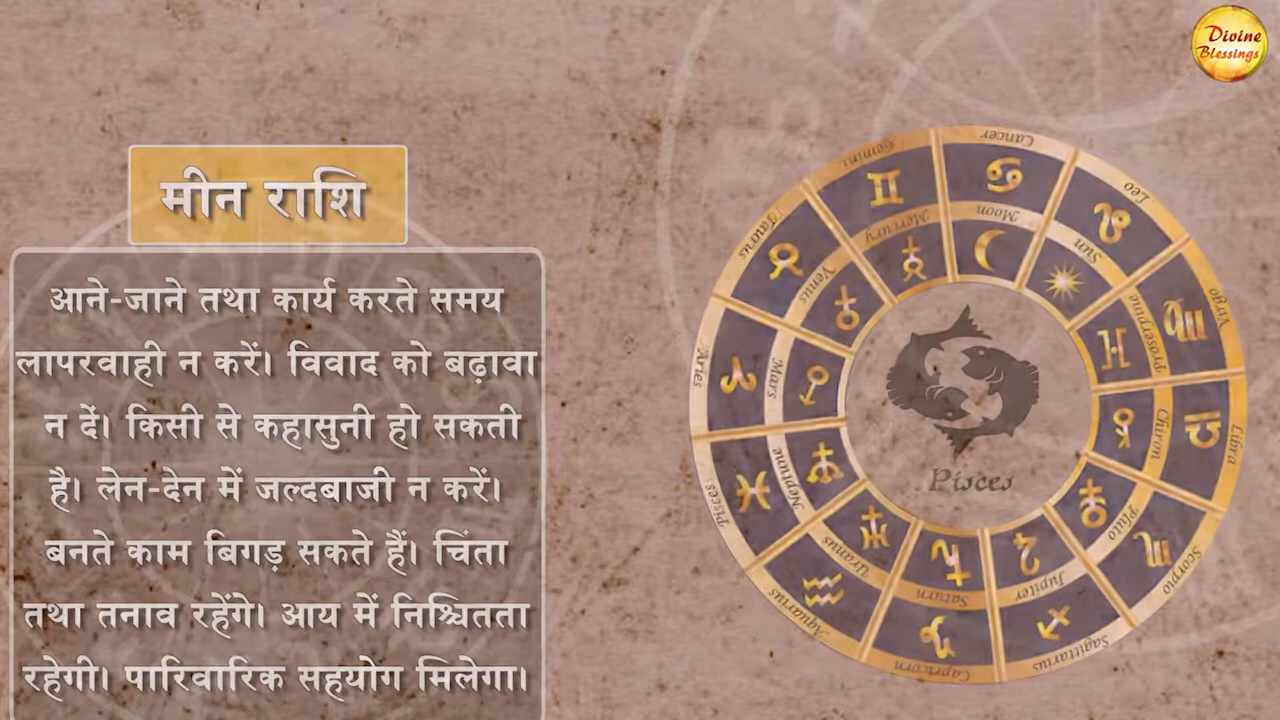 Divine
Blessings
मीन राशि
आने-जाने तथा कार्य करते समय
लापरवाही न करें। विवाद को बढ़ावा
न दें। किसी से कहासुनी हो सकती
है। लेन-देन में जल्दबाजी न करें।
बनते काम बिगड़ सकते हैं। चिंता
तथा तनाव रहेंगे। आय में निश्चितता
रहेगी। पारिवारिक सहयोग मिलेगा।
Cancer
Leo
Virgo
Libra
Scorpio
Sagittarius
Capricorn
Aquarius
Pisces
Aries
Taurus
Gemini
Moon
Sun
Proserpine
Chiron
Pluto
Jupiter
Saturn
Uranus
Neptune
Mars
Venus
Mercury
Pisces